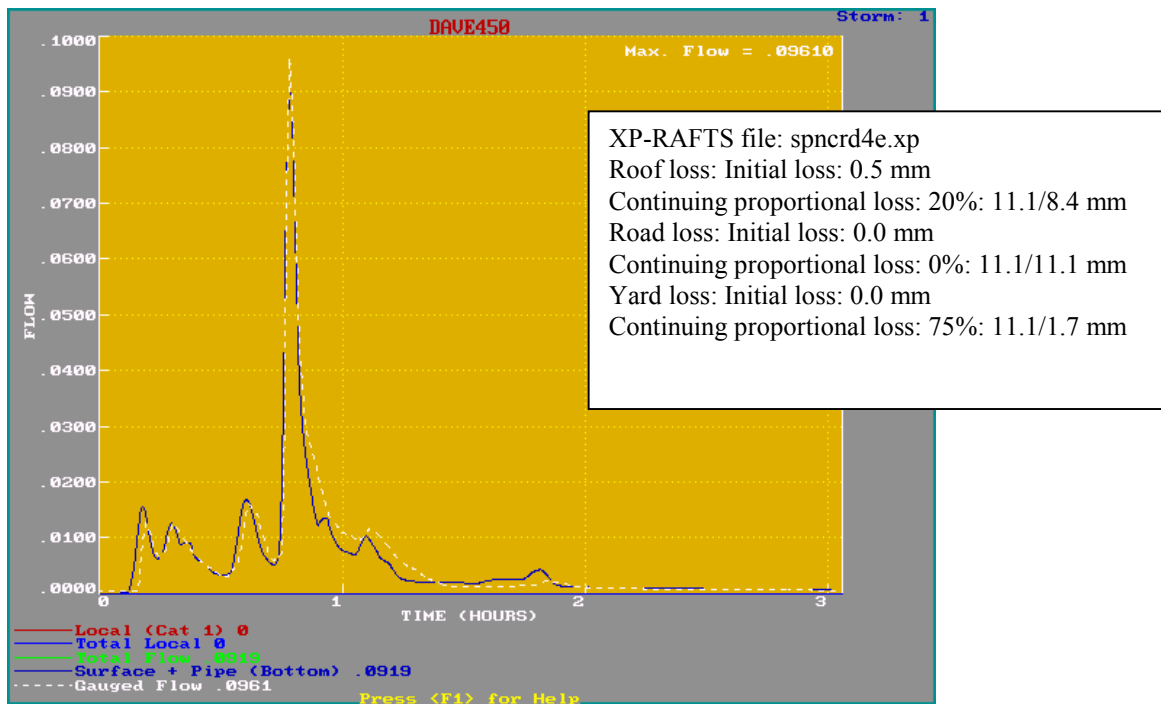 Storm: 1
DAVE450
Max. Flow = .09610
.1000
.0900
.0800
.0700
.0600
.0500
.0400
.0300
.0200
.0100
.0000
FLOW
0 1 2 3
TIME (HOURS)
XP-RAFTS file: spncrd4e.xp
Roof loss: Initial loss: 0.5 mm
Continuing proportional loss: 20%: 11.1/8.4 mm
Road loss: Initial loss: 0.0 mm
Continuing proportional loss: 0%: 11.1/11.1 mm
Yard loss: Initial loss: 0.0 mm
Continuing proportional loss: 75%: 11.1/1.7 mm
Local (Cat 1) 0
Total Local 0
Total Flow .0919
Surface + Pipe (Bottom) .0919
Gauged Flow .0961
Press <F1> for Help